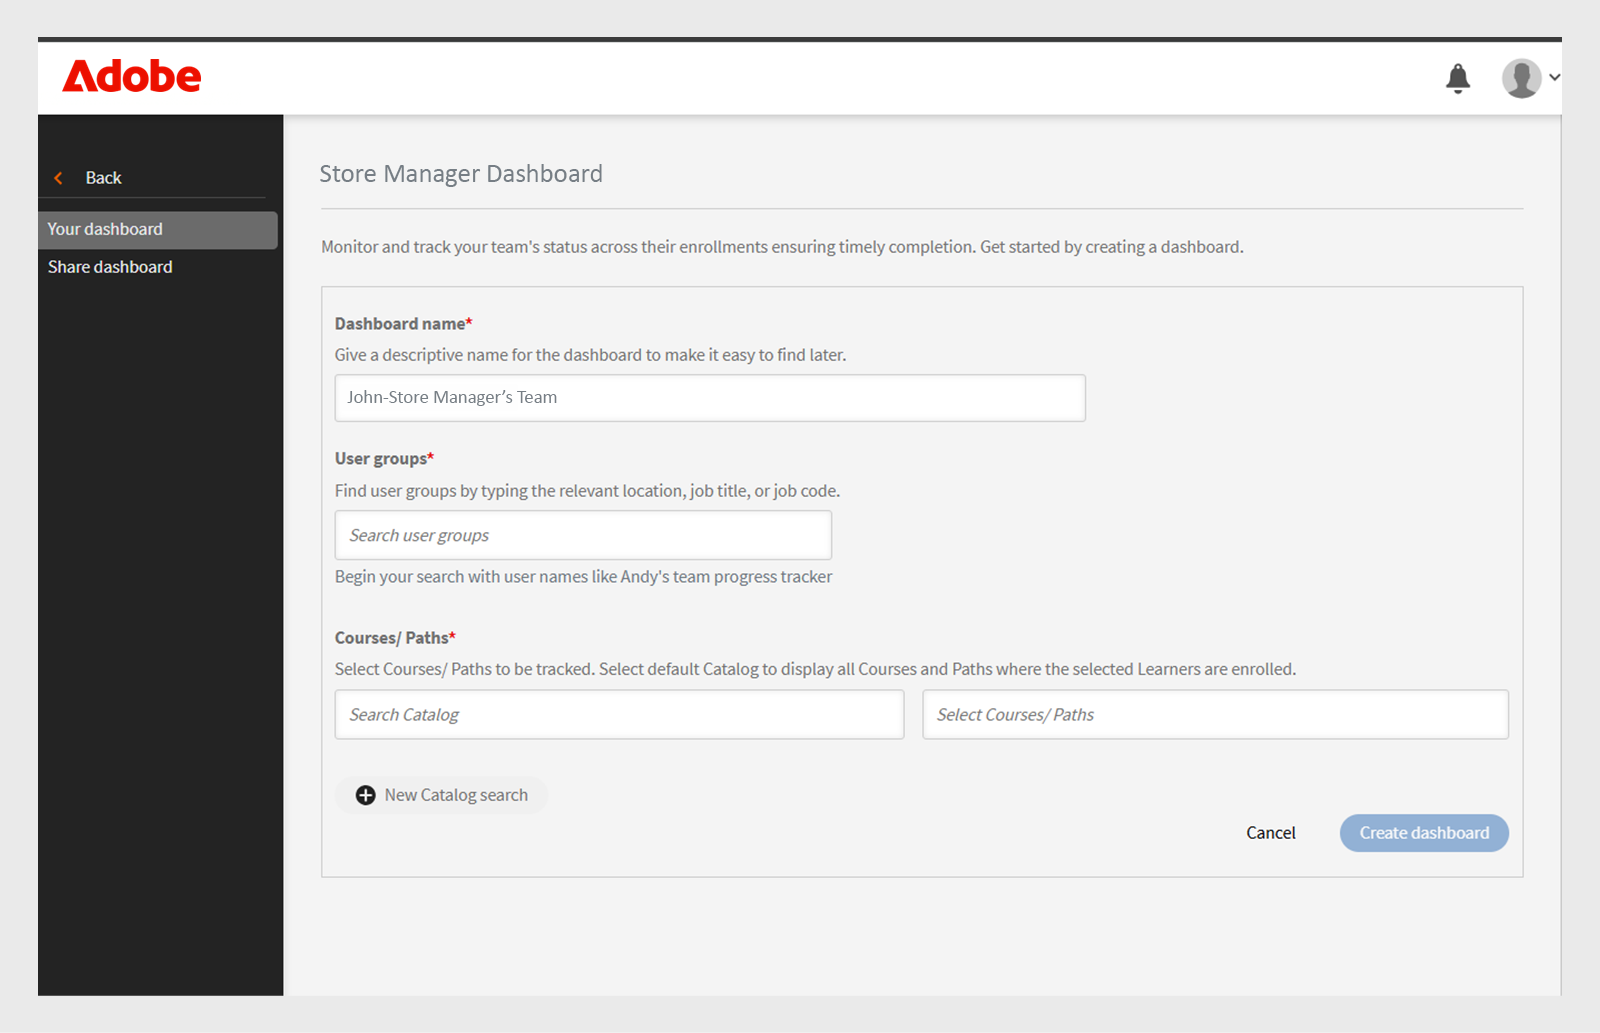 Adobe
Back
Your dashboard
Share dashboard
Store Manager Dashboard
Monitor and track your team's status across their enrollments ensuring timely completion. Get started by creating a dashboard.
Dashboard name*
Give a descriptive name for the dashboard to make it easy to find later.
John-Store Manager’s Team
User groups*
Find user groups by typing the relevant location, job title, or job code.
Search user groups
Begin your search with user names like Andy's team progress tracker
Courses/ Paths*
Select Courses/ Paths to be tracked. Select default Catalog to display all Courses and Paths where the selected Learners are enrolled.
Search Catalog
Select Courses/ Paths
New Catalog search
Cancel
Create dashboard